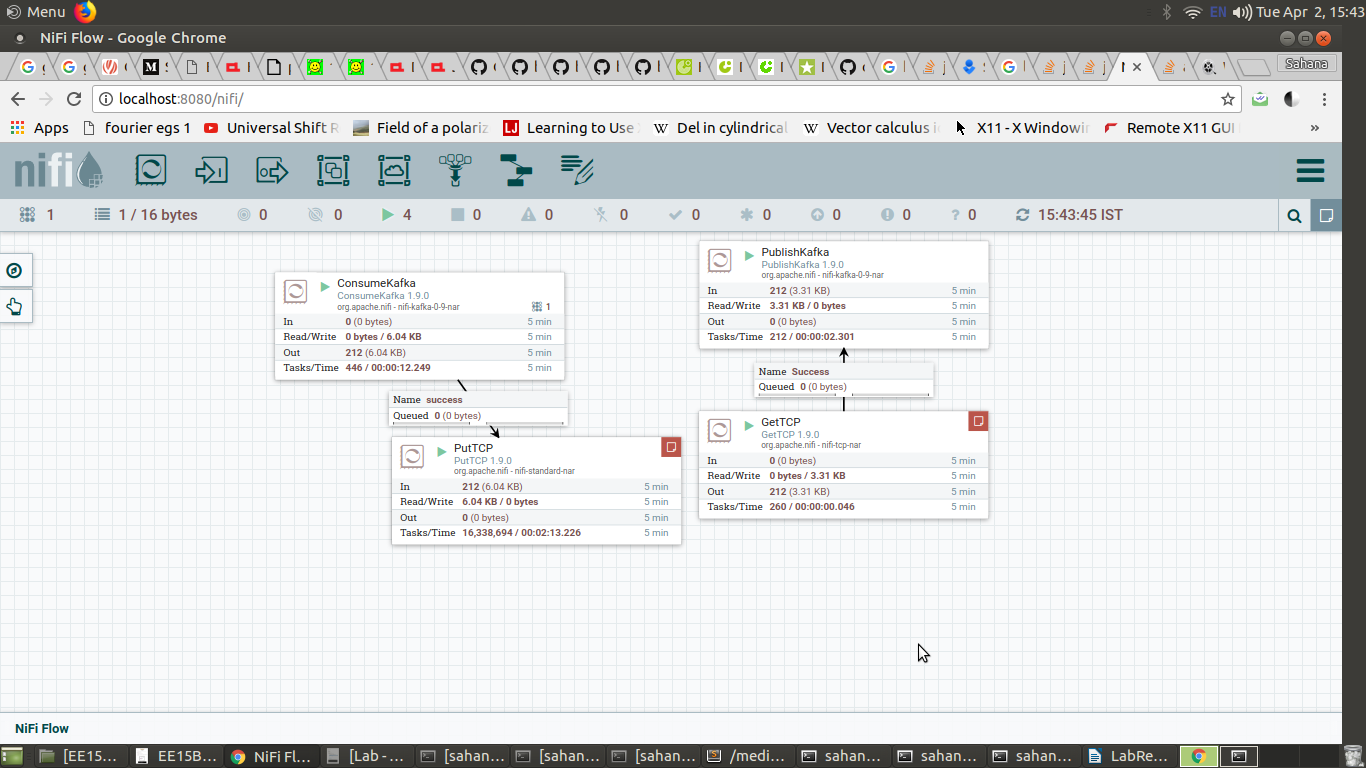 Menu
EN
Tue Apr 2, 15:43
NiFi Flow - Google Chrome
Sahana
localhost:8080/nifi/
Apps
fourier egs 1
Universal Shift R
Field of a polariz
Learning to Use
Del in cylindrical
Vector calculus i
X11 - X Windowin
Remote X11 GUI
»
nifi
1
1 / 16 bytes
0
0
4
0
0
0
0
0
0
0
? 0
15:43:45 IST
PublishKafka
PublishKafka 1.9.0
org.apache.nifi - nifi-kafka-0-9-nar
In 212 (3.31 KB) 5 min
Read/Write 3.31 KB / 0 bytes 5 min
Out 0 (0 bytes) 5 min
Tasks/Time 212 / 00:00:02.301 5 min
ConsumeKafka
ConsumeKafka 1.9.0
org.apache.nifi - nifi-kafka-0-9-nar
1
In 0 (0 bytes) 5 min
Read/Write 0 bytes / 6.04 KB 5 min
Out 212 (6.04 KB) 5 min
Tasks/Time 446 / 00:00:12.249 5 min
Name Success
Queued 0 (0 bytes)
Name success
Queued 0 (0 bytes)
GetTCP
GetTCP 1.9.0
org.apache.nifi - nifi-tcp-nar
In 0 (0 bytes) 5 min
Read/Write 0 bytes / 3.31 KB 5 min
Out 212 (3.31 KB) 5 min
Tasks/Time 260 / 00:00:00.046 5 min
PutTCP
PutTCP 1.9.0
org.apache.nifi - nifi-standard-nar
In 212 (6.04 KB) 5 min
Read/Write 6.04 KB / 0 bytes 5 min
Out 0 (0 bytes) 5 min
Tasks/Time 16,338,694 / 00:02:13.226 5 min
NiFi Flow
[EE15...
EE15B...
NiFi Fl...
[Lab -...
[sahan...
[sahan...
[sahan...
/medi...
sahan...
sahan...
sahan...
LabRe...